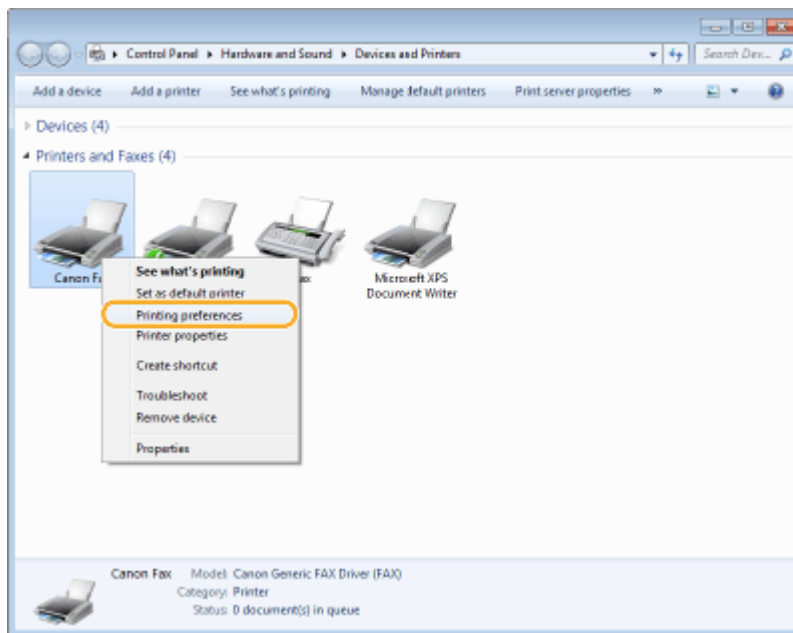 Control Panel ▸ Hardware and Sound ▸ Devices and Printers
Search Dev...
Add a device Add a printer See what's printing Manage default printers Print server properties »
Devices (4)
Printers and Faxes (4)
Canon Fa
ax
Microsoft XPS
Document Writer
See what's printing
Set as default printer
Printing preferences
Printer properties
Create shortcut
Troubleshoot
Remove device
Properties
Canon Fax Model: Canon Generic FAX Driver (FAX)
Category: Printer
Status: 0 document(s) in queue